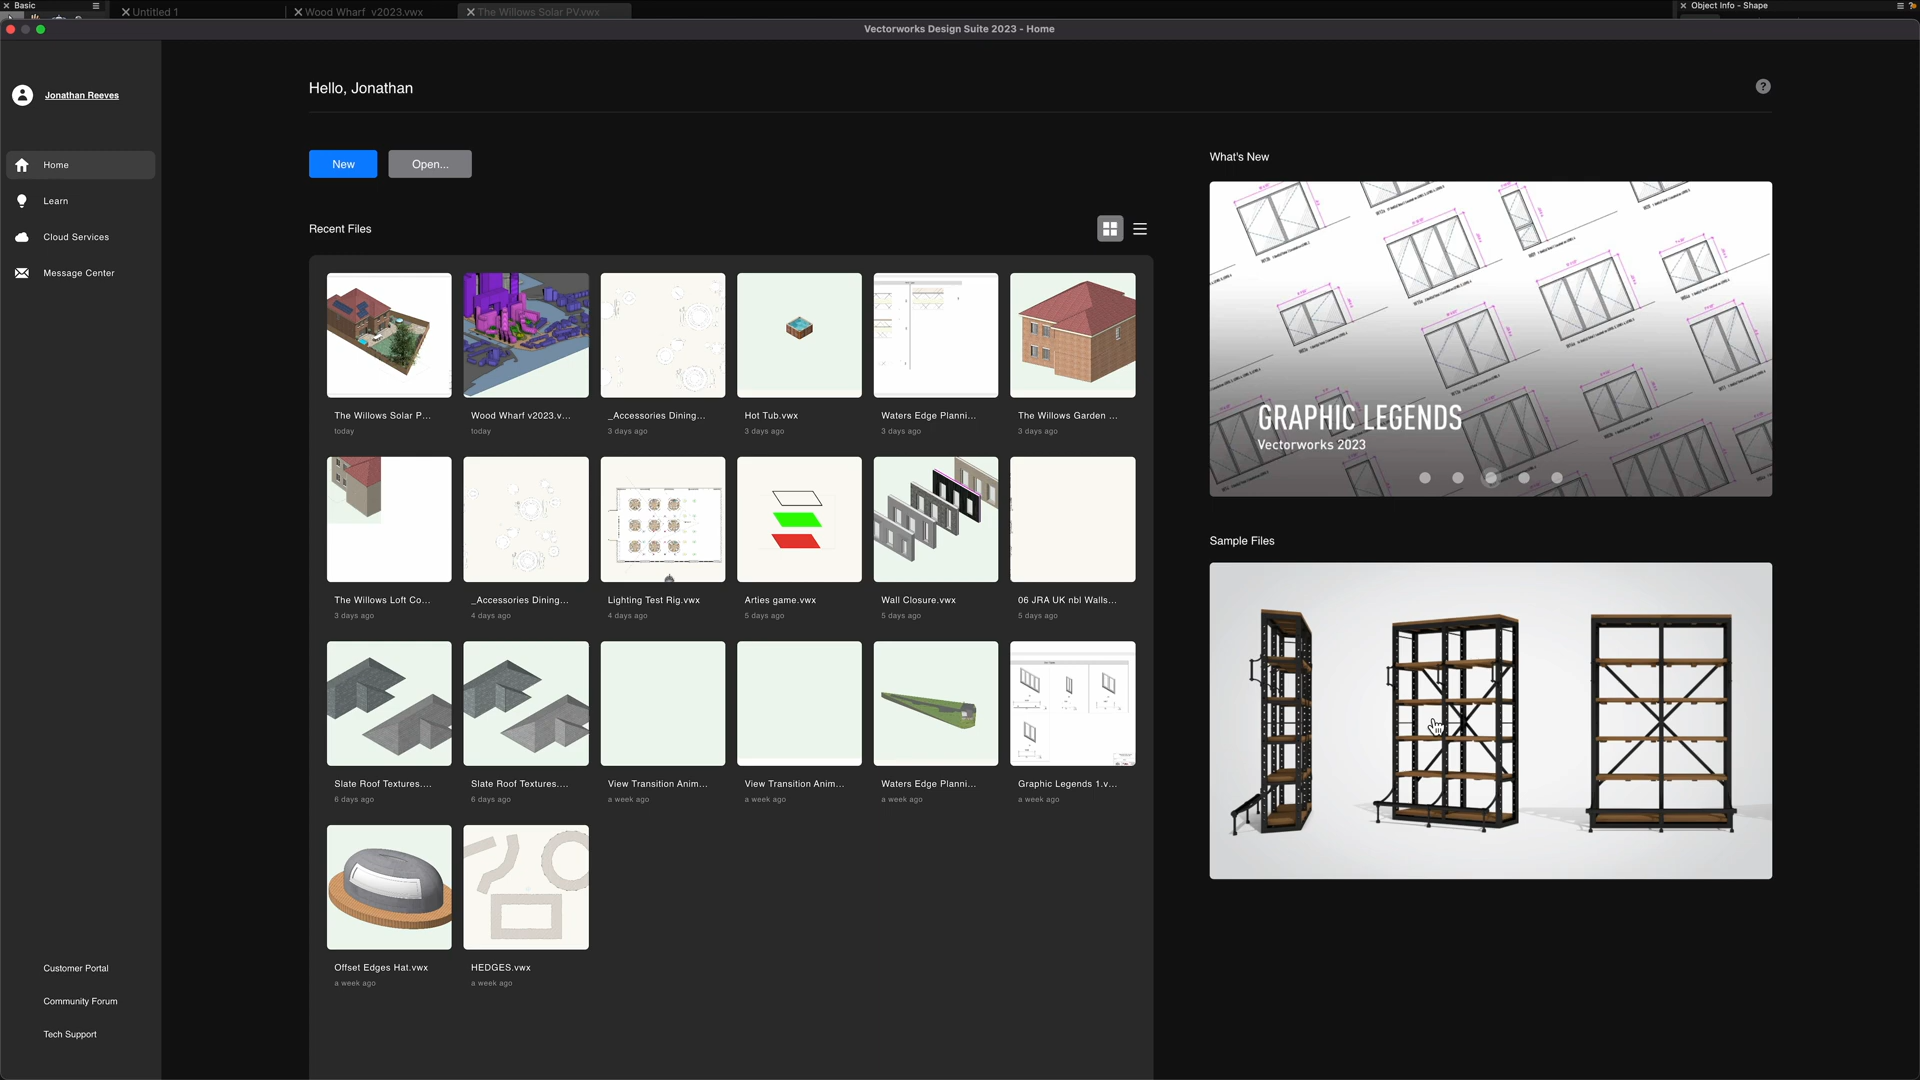 Basic
Untitled 1
Wood Wharf v2023.vwx
The Willows Solar PV.vwx
Object Info - Shape
Vectorworks Design Suite 2023 - Home
Jonathan Reeves
Home
Learn
Cloud Services
Message Center
Customer Portal
Community Forum
Tech Support
Hello, Jonathan
?
New
Open...
Recent Files
The Willows Solar P...
today
Wood Wharf v2023.v...
today
_Accessories Dining...
3 days ago
Hot Tub.vwx
3 days ago
Waters Edge Planni...
3 days ago
The Willows Garden ...
3 days ago
The Willows Loft Co...
3 days ago
_Accessories Dining...
4 days ago
Lighting Test Rig.vwx
4 days ago
Arties game.vwx
5 days ago
Wall Closure.vwx
5 days ago
06 JRA UK nbl Walls...
5 days ago
Slate Roof Textures....
6 days ago
Slate Roof Textures....
6 days ago
View Transition Anim...
a week ago
View Transition Anim...
a week ago
Waters Edge Planni...
a week ago
Graphic Legends 1.v...
a week ago
Offset Edges Hat.vwx
a week ago
HEDGES.vwx
a week ago
What's New
GRAPHIC LEGENDS
Vectorworks 2023
Sample Files